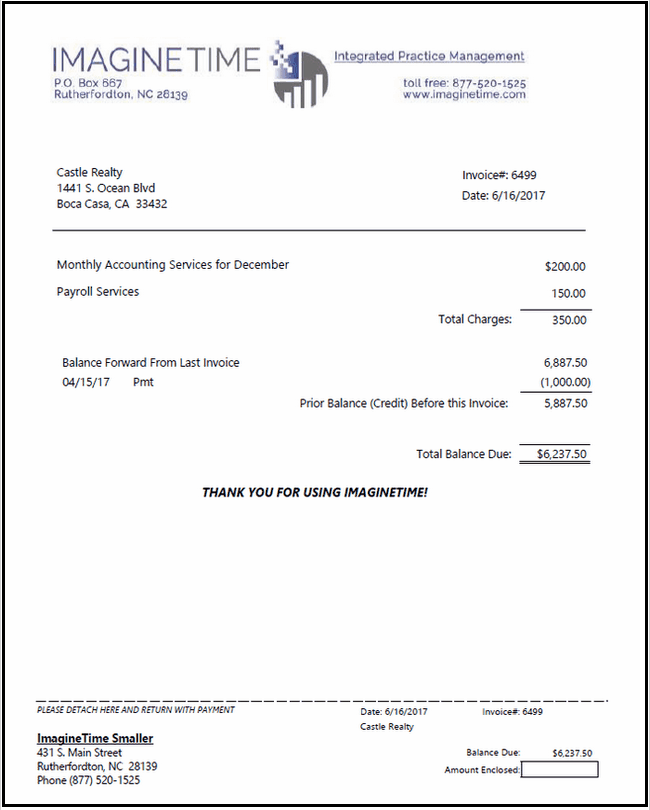 IMAGINETIME
Integrated Practice Management
P.O. Box 667
Rutherfordton, NC 28139
toll free: 877-520-1525
www.imaginetime.com
Castle Realty
1441 S. Ocean Blvd
Boca Casa, CA 33432
Invoice#: 6499
Date: 6/16/2017
Monthly Accounting Services for December $200.00
Payroll Services 150.00
Total Charges: 350.00
Balance Forward From Last Invoice 6,887.50
04/15/17 Pmt (1,000.00)
Prior Balance (Credit) Before this Invoice: 5,887.50
Total Balance Due: $6,237.50
THANK YOU FOR USING IMAGINETIME!
PLEASE DETACH HERE AND RETURN WITH PAYMENT
Date: 6/16/2017 Invoice#: 6499
Castle Realty
ImagineTime Smaller
431 S. Main Street
Rutherfordton, NC 28139
Phone (877) 520-1525
Balance Due: $6,237.50
Amount Enclosed: